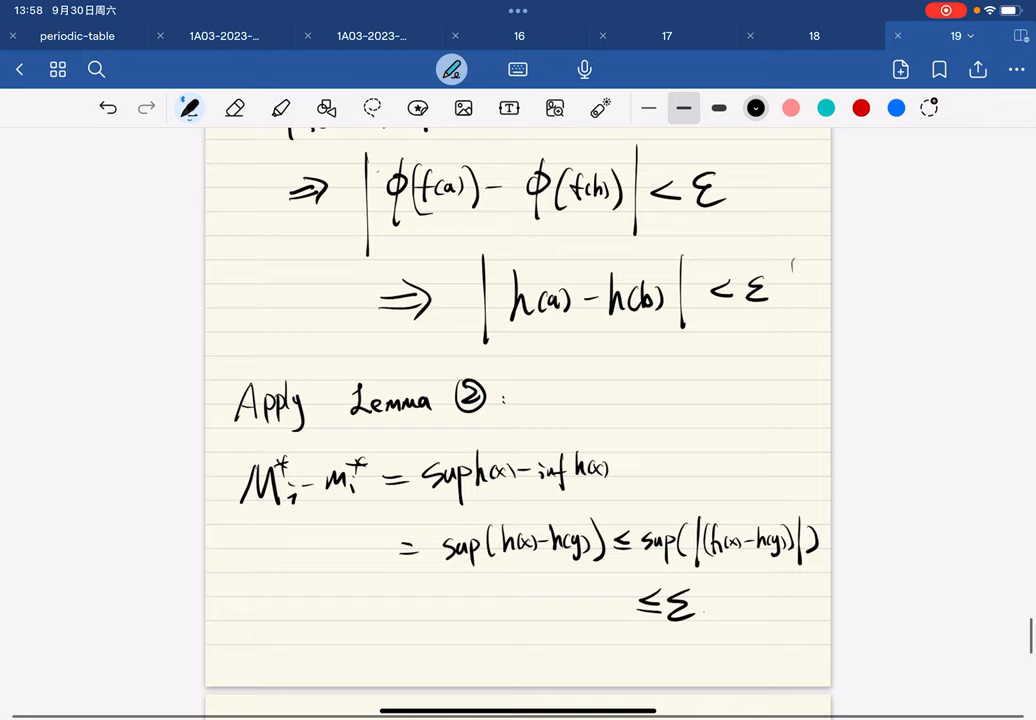 13:58 9月30日周六
periodic-table 1A03-2023-... 1A03-2023-... 16 17 18 19
⇒ |ϕ(f(a)) - ϕ(f(b))| < ε
⇒ |h(a) - h(b)| < ε
Apply Lemma ②:
M*i - m*i = sup h(x) - inf h(x)
= sup(h(x) - h(y)) ≤ sup(|(h(x) - h(y))|)
≤ ε